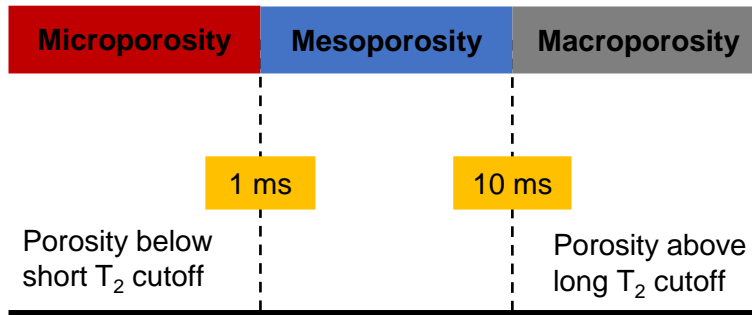 Microporosity Mesoporosity Macroporosity
1 ms 10 ms
Porosity below
short T₂ cutoff
Porosity above
long T₂ cutoff